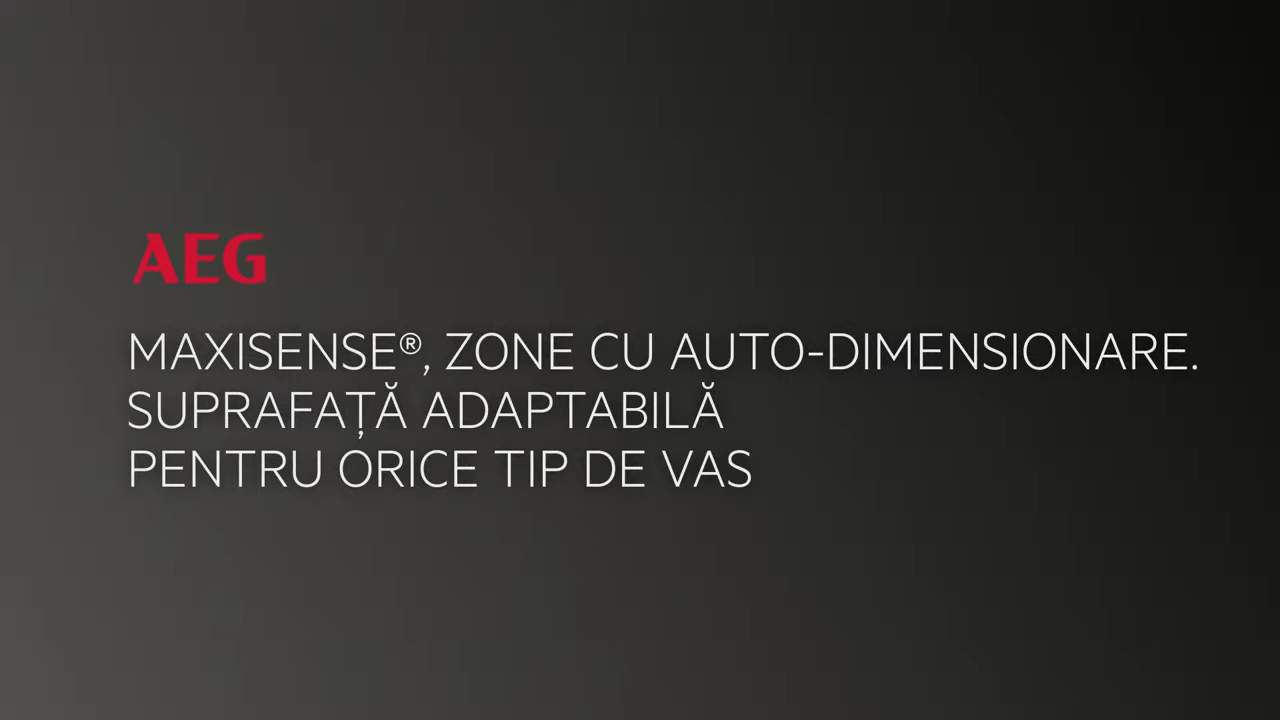 AEG
MAXISENSE®, ZONE CU AUTO-DIMENSIONARE.
SUPRAFAȚĂ ADAPTABILĂ
PENTRU ORICE TIP DE VAS